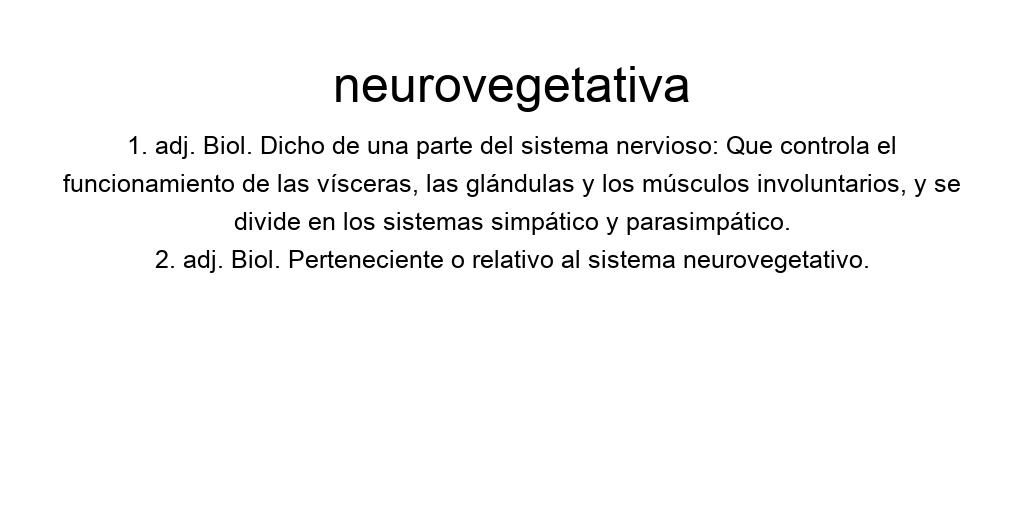 neurovegetativa
1. adj. Biol. Dicho de una parte del sistema nervioso: Que controla el
funcionamiento de las vísceras, las glándulas y los músculos involuntarios, y se
divide en los sistemas simpático y parasimpático.
2. adj. Biol. Perteneciente o relativo al sistema neurovegetativo.